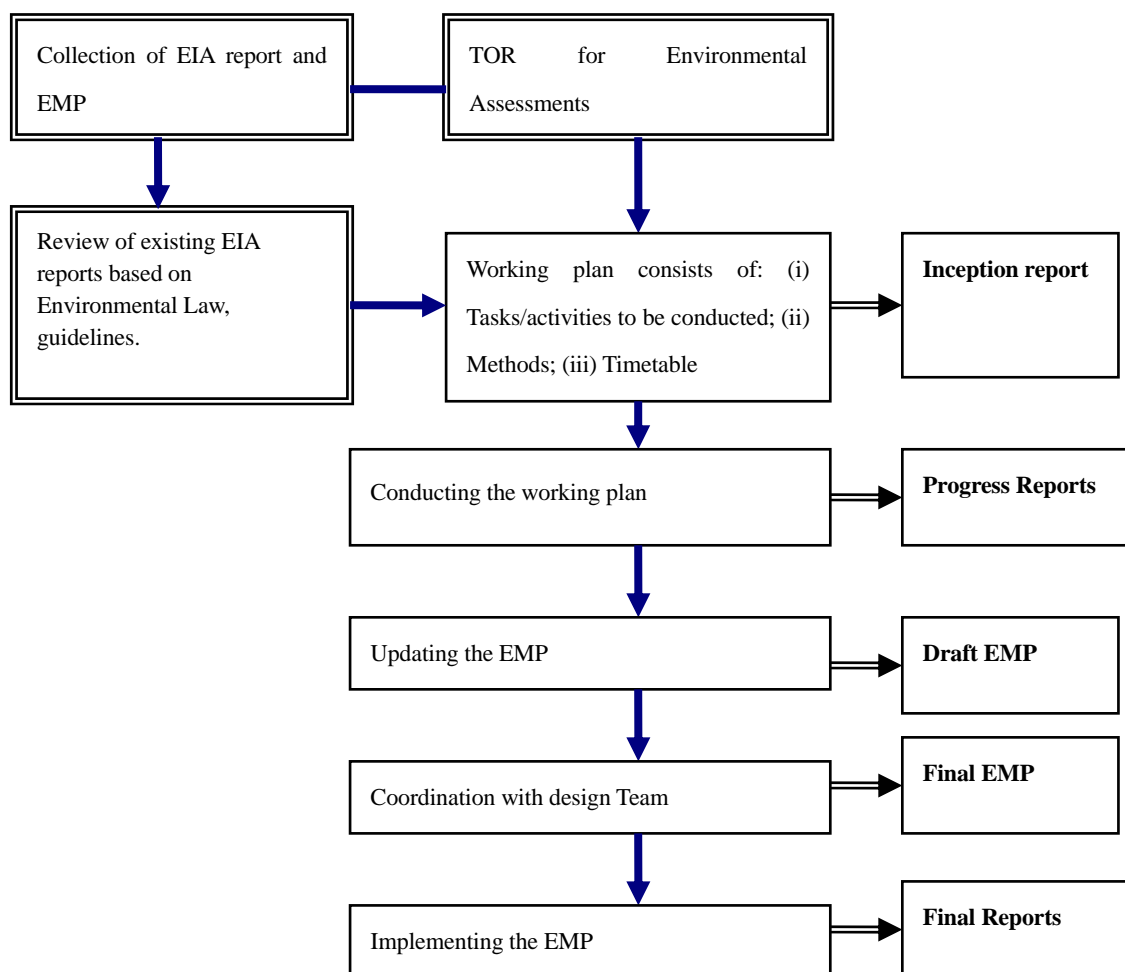 Collection of EIA report and
EMP
TOR for Environmental
Assessments
Review of existing EIA
reports based on
Environmental Law,
guidelines.
Working plan consists of: (i)
Tasks/activities to be conducted; (ii)
Methods; (iii) Timetable
Inception report
Conducting the working plan
Progress Reports
Updating the EMP
Draft EMP
Coordination with design Team
Final EMP
Implementing the EMP
Final Reports